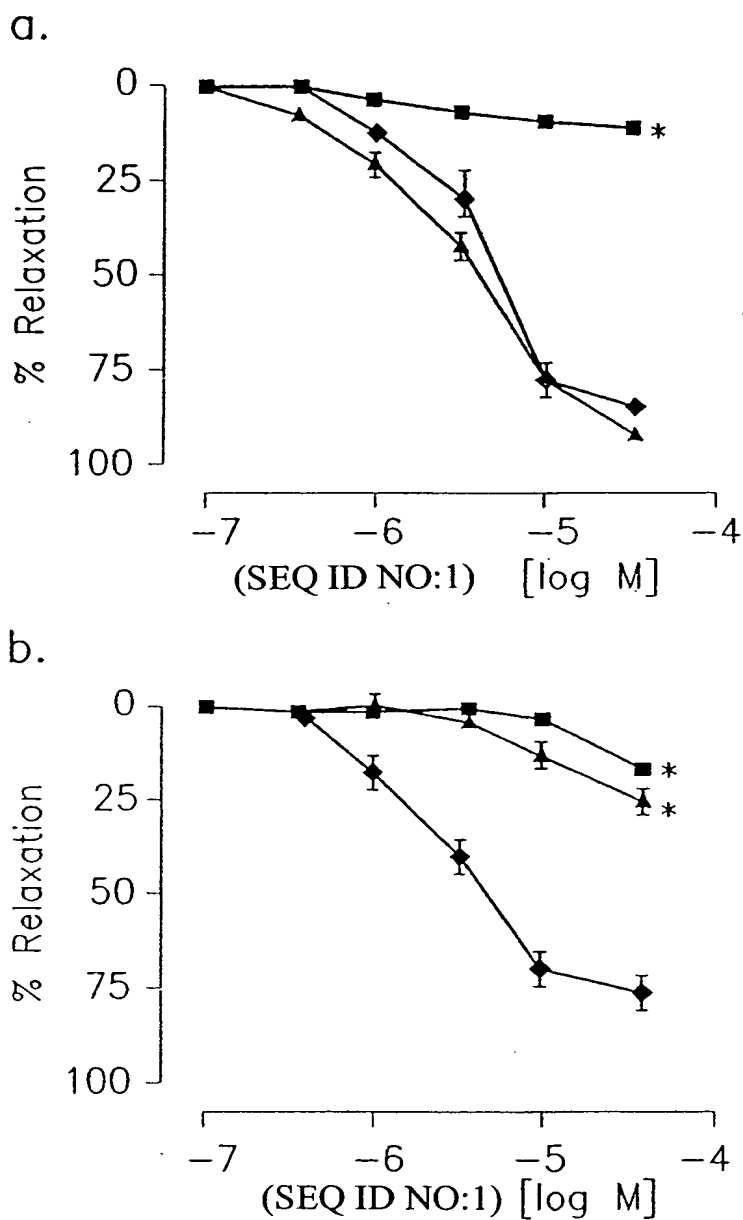 a.
0
25
50
75
100
% Relaxation
*
-7 -6 -5 -4
(SEQ ID NO:1) [log M]
b.
0
25
50
75
100
% Relaxation
*
*
-7 -6 -5 -4
(SEQ ID NO:1) [log M]